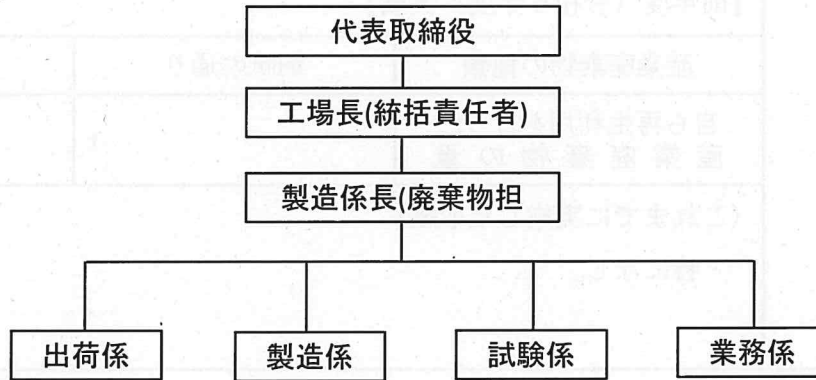 代表取締役
工場長(統括責任者)
製造係長(廃棄物担
出荷係
製造係
試験係
業務係